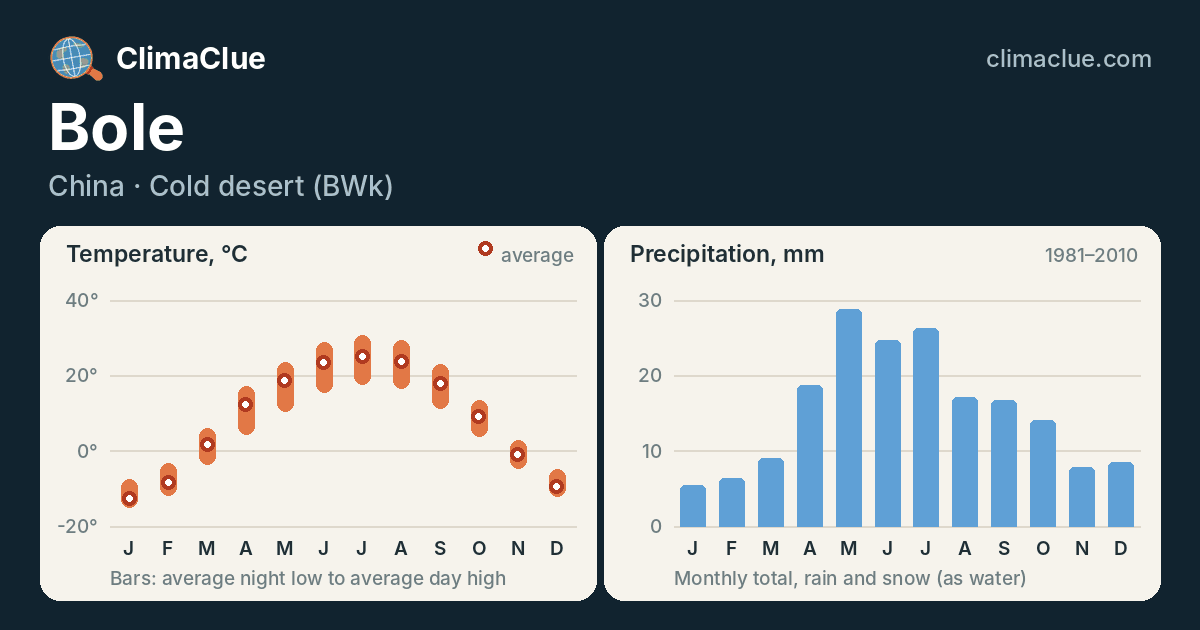 ClimaClue
climaclue.com
Bole
China · Cold desert (BWk)
Temperature, °C
average
40°
20°
0°
-20°
J F M A M J J A S O N D
Bars: average night low to average day high
Precipitation, mm
1981–2010
30
20
10
0
J F M A M J J A S O N D
Monthly total, rain and snow (as water)